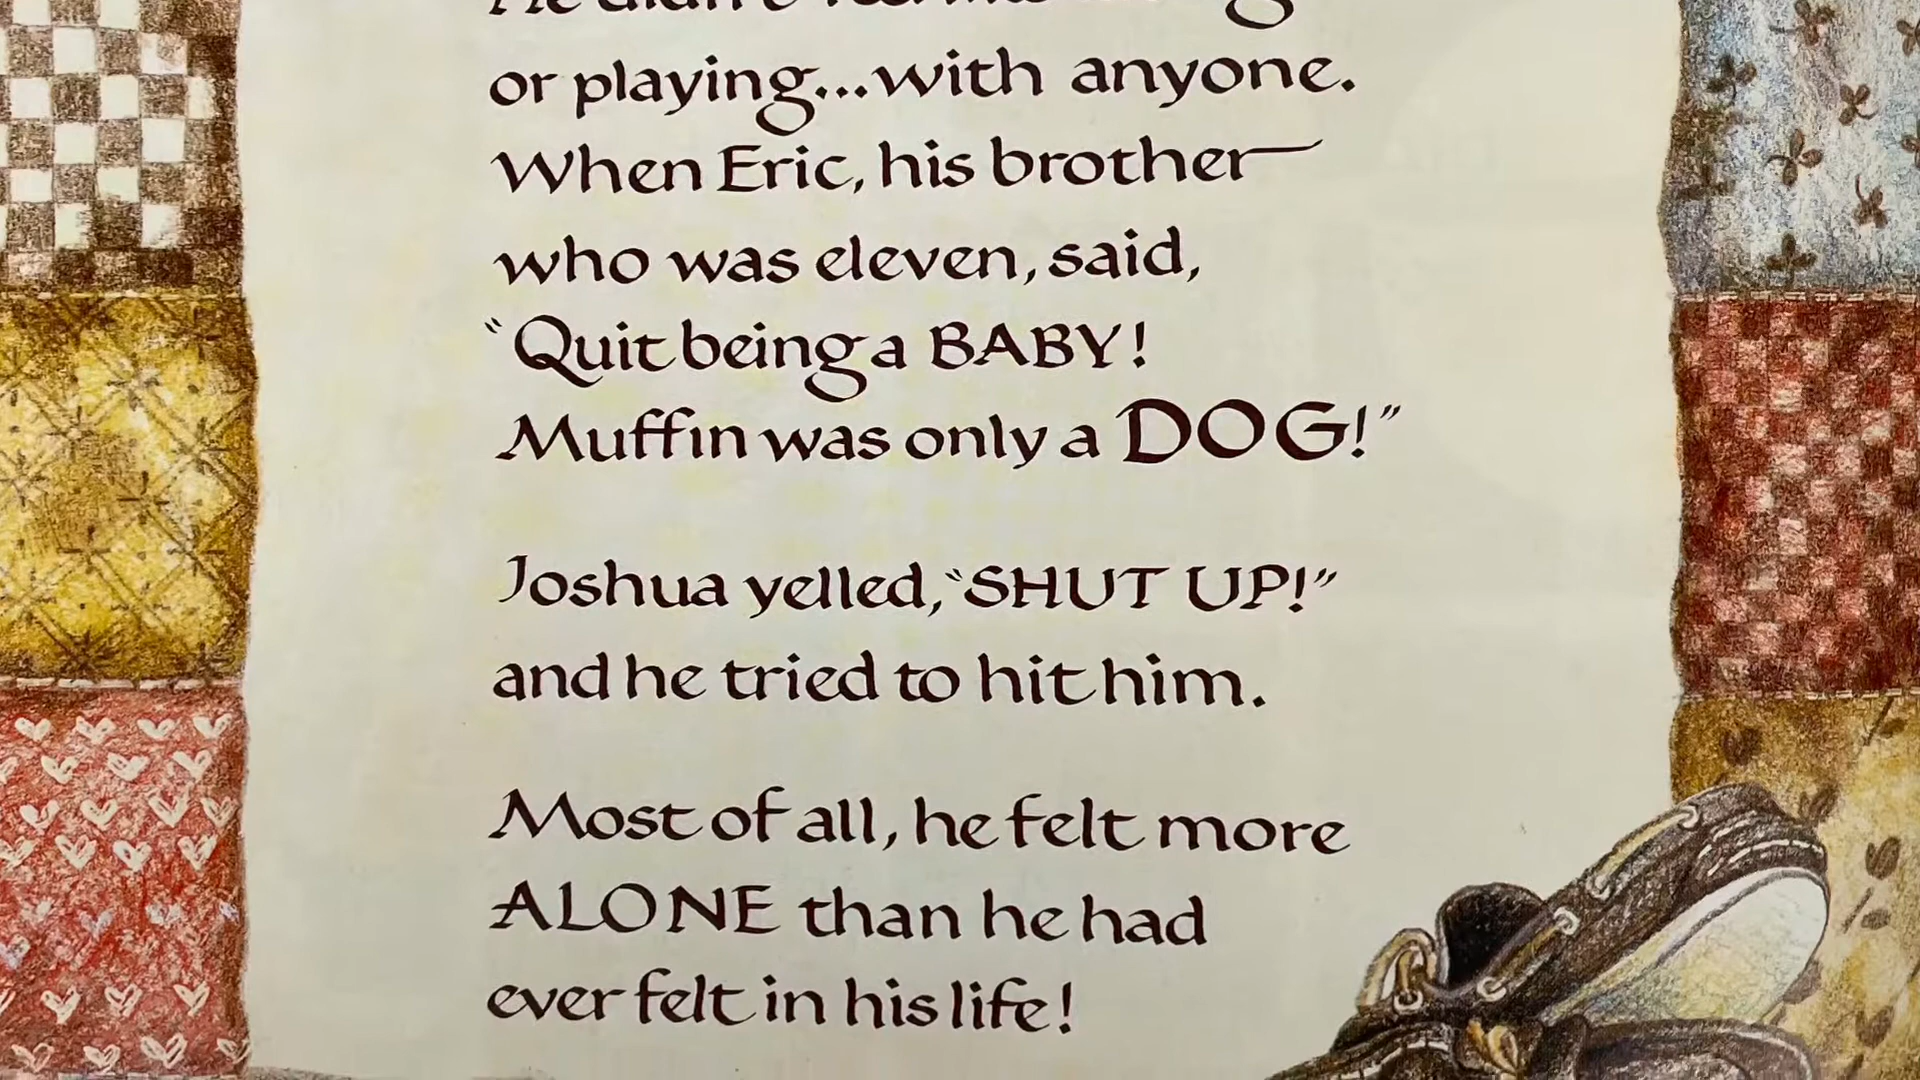 He didn't
or playing...with anyone.
When Eric, his brother
who was eleven, said,
"Quit being a BABY!
Muffin was only a DOG!"
Joshua yelled, "SHUT UP!"
and he tried to hit him.
Most of all, he felt more
ALONE than he had
ever felt in his life!